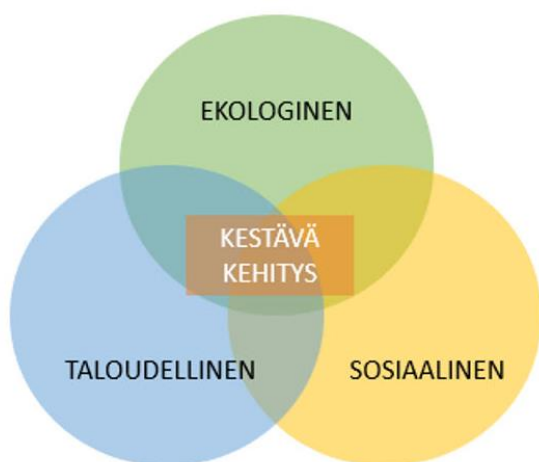 EKOLOGINEN
KESTÄVÄ
KEHITYS
TALOUDELLINEN
SOSIAALINEN